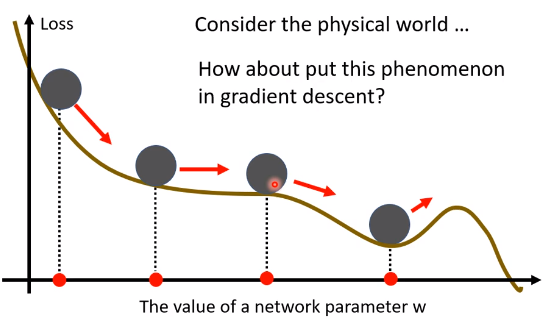 Loss
Consider the physical world …
How about put this phenomenon
in gradient descent?
The value of a network parameter w